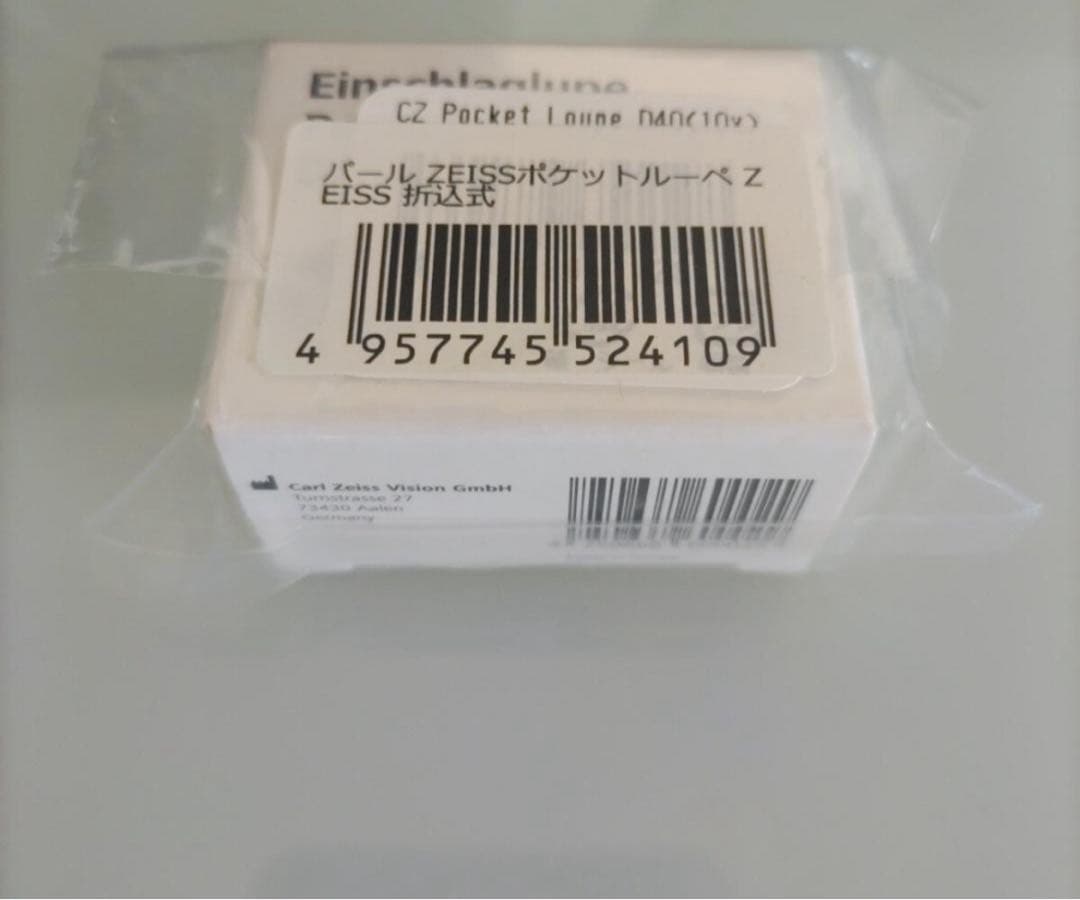 Einschlaglupe
CZ Pocket Loupe D40(10x)
パール ZEISSポケットルーペ Z
EISS 折込式
4 957745 524109
Carl Zeiss Vision GmbH
Turnstrasse 27
73430 Aalen
Germany